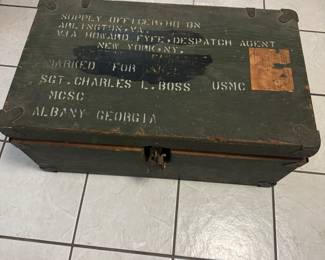 SUPPLY OFFICER
ARLINGTON, VA.
VIA HOWARD FYFE, DESPATCH AGENT
NEW YORK, NY.
MARKED FOR
SGT. CHARLES L. BOSS USMC
MCSC
ALBANY GEORGIA